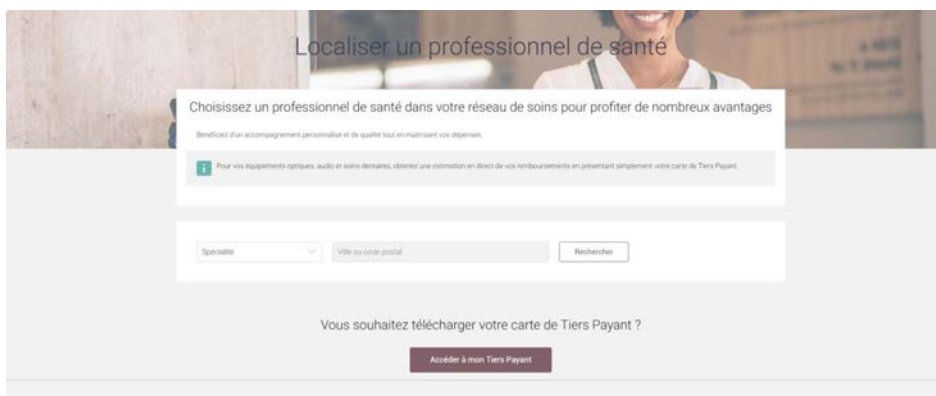 Localiser un professionnel de santé
Choisissez un professionnel de santé dans votre réseau de soins pour profiter de nombreux avantages
Bénéficiez d'un accompagnement personnalisé et de qualité tout en maîtrisant vos dépenses.
i Pour vos équipements optiques, audio et soins dentaires, obtenez une estimation en direct de vos remboursements en présentant simplement votre carte de Tiers Payant.
Spécialité Ville ou code postal Rechercher
Vous souhaitez télécharger votre carte de Tiers Payant ?
Accéder à mon Tiers Payant